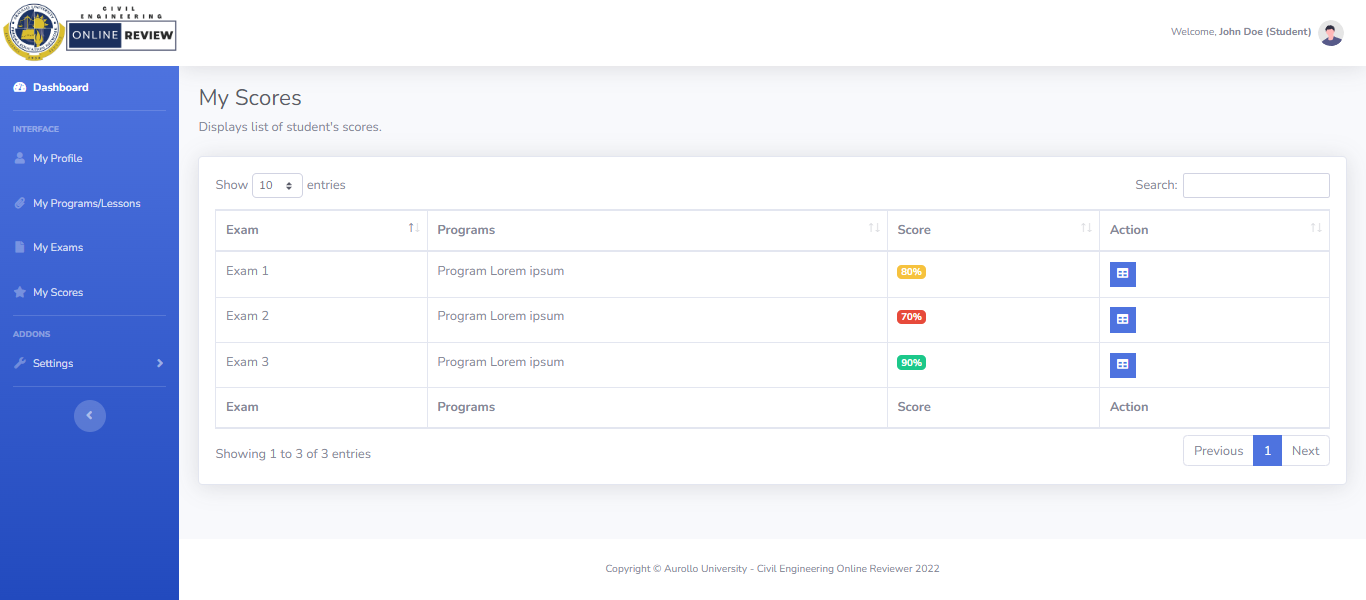 CIVIL
ENGINEERING
ONLINE REVIEW
Welcome, John Doe (Student)
Dashboard
INTERFACE
My Profile
My Programs/Lessons
My Exams
My Scores
ADDONS
Settings
My Scores
Displays list of student's scores.
Show 10 entries
Search:
Exam Programs Score Action
Exam 1 Program Lorem ipsum 80%
Exam 2 Program Lorem ipsum 70%
Exam 3 Program Lorem ipsum 90%
Exam Programs Score Action
Showing 1 to 3 of 3 entries
Previous 1 Next
Copyright © Aurollo University - Civil Engineering Online Reviewer 2022